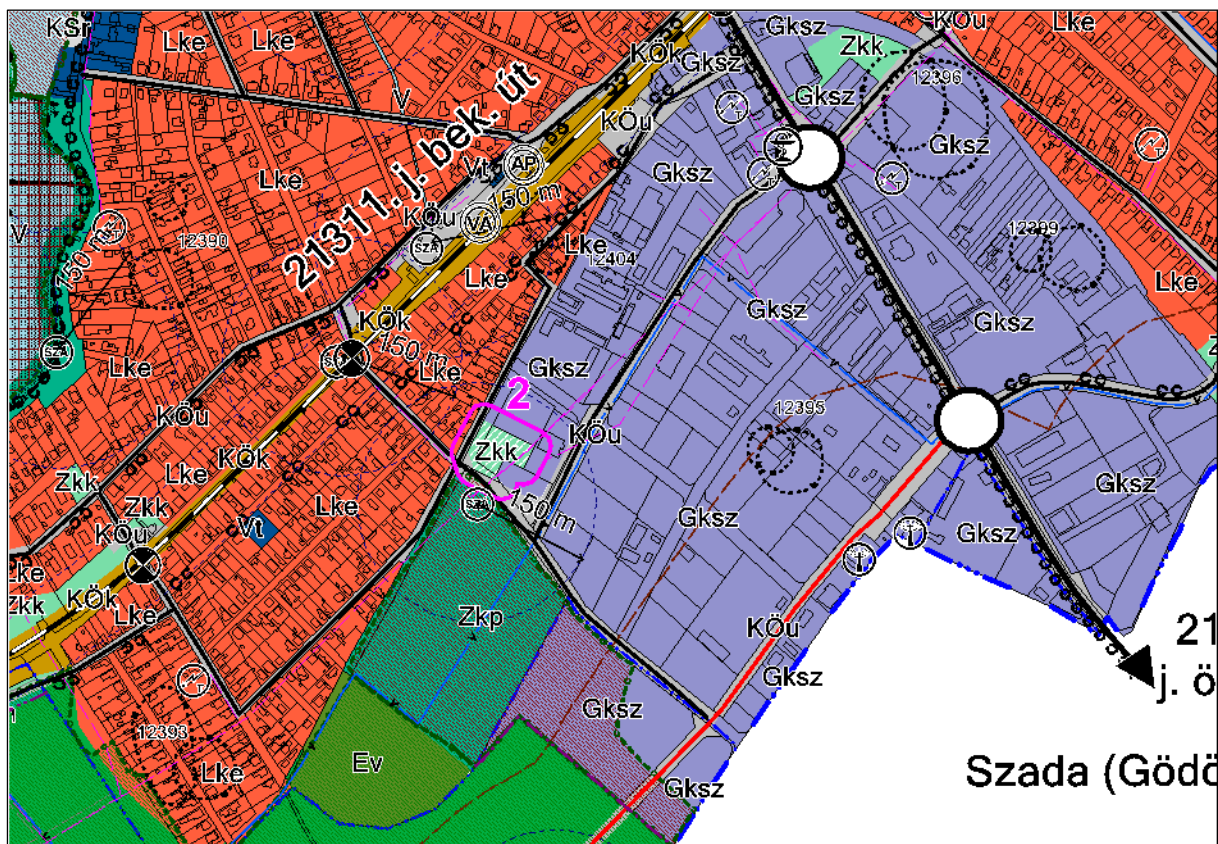 KSr
Lke
Lke
Gksz
Zkk
KÖu
KÖk
Gksz
V
Gksz
12396
KÖu
Gksz
T
T
21311. j. bek. út
Vt
AP
150 m
Lke
Lke
Gksz
T
T
V
T
KÖu
VÁ
SZA
12390
150 m
Lke
12404
12399
Lke
Lke
Gksz
Gksz
KÖk
150 m
SZA
Lke
Lke
Gksz
Z
KÖu
2
KÖu
12395
Zkk
Lke
KÖk
Zkk
Zkk
Lke
150 m
SZA
Gksz
Gksz
KÖu
Vt
Gksz
Lke
Zkk
KÖk
Lke
Zkp
KÖu
21
T
Gksz
j. ö
Gksz
12393
Lke
Ev
Gksz
Szada (Gödö